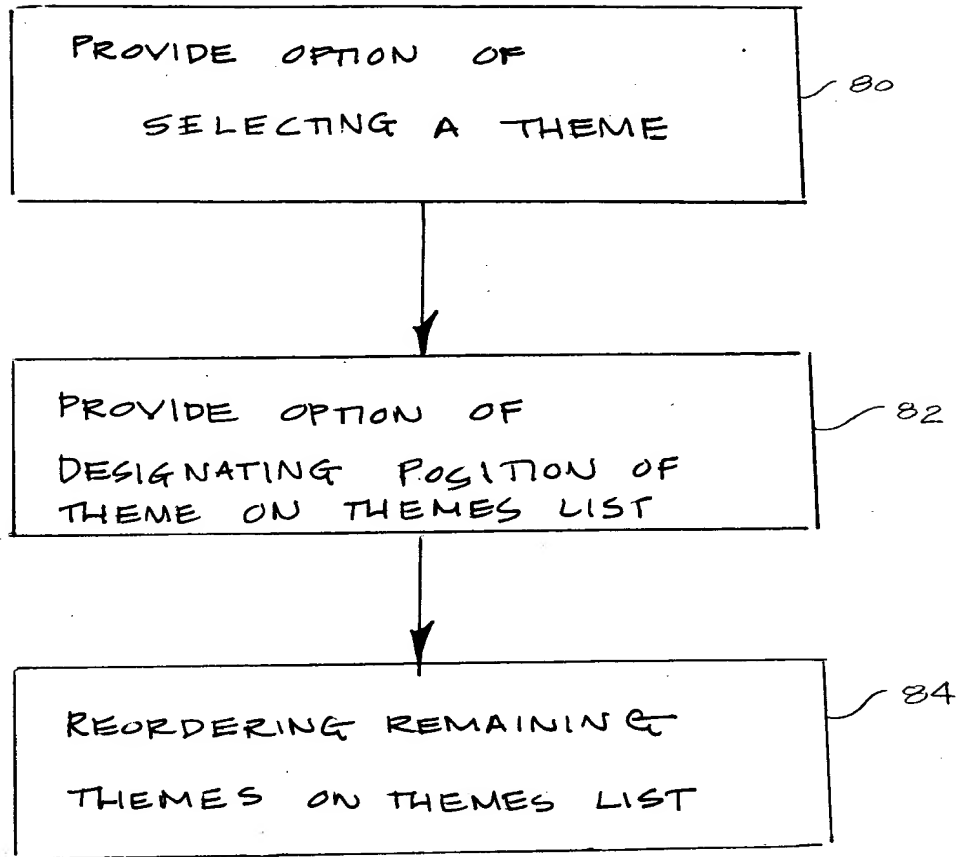 PROVIDE OPTION OF
SELECTING A THEME
80
PROVIDE OPTION OF
DESIGNATING POSITION OF
THEME ON THEMES LIST
82
REORDERING REMAINING
THEMES ON THEMES LIST
84